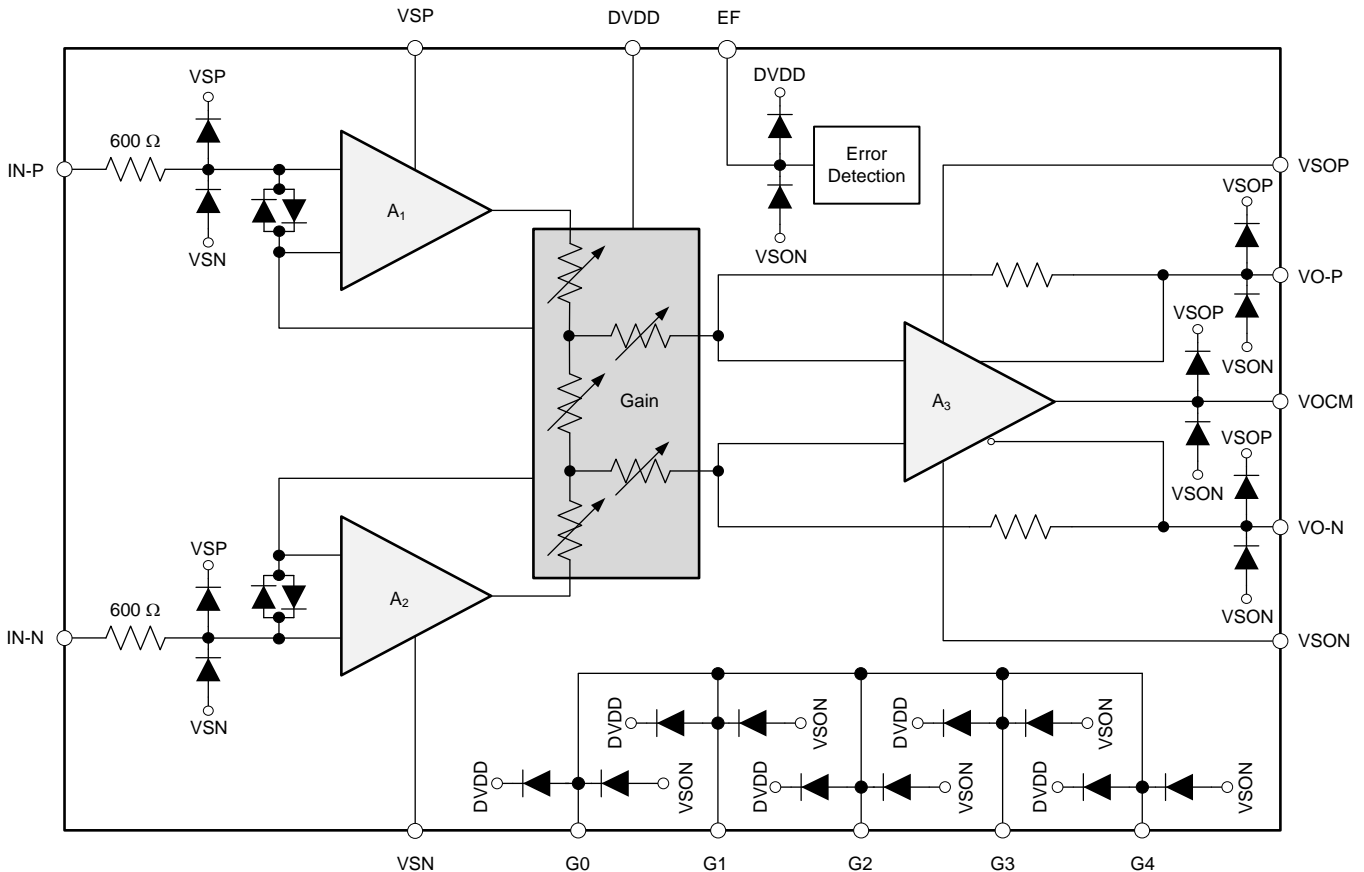 VSP
DVDD
EF
VSP
DVDD
600 Ω
Error
Detection
IN-P
VSOP
A1
VSOP
VSN
VSON
VO-P
VSOP
VSON
Gain
A3
VOCM
VSOP
VSON
VSP
VO-N
600 Ω
A2
VSON
IN-N
VSON
VSN
DVDD
VSON
DVDD
VSON
DVDD
VSON
DVDD
VSON
DVDD
VSON
VSN
G0
G1
G2
G3
G4